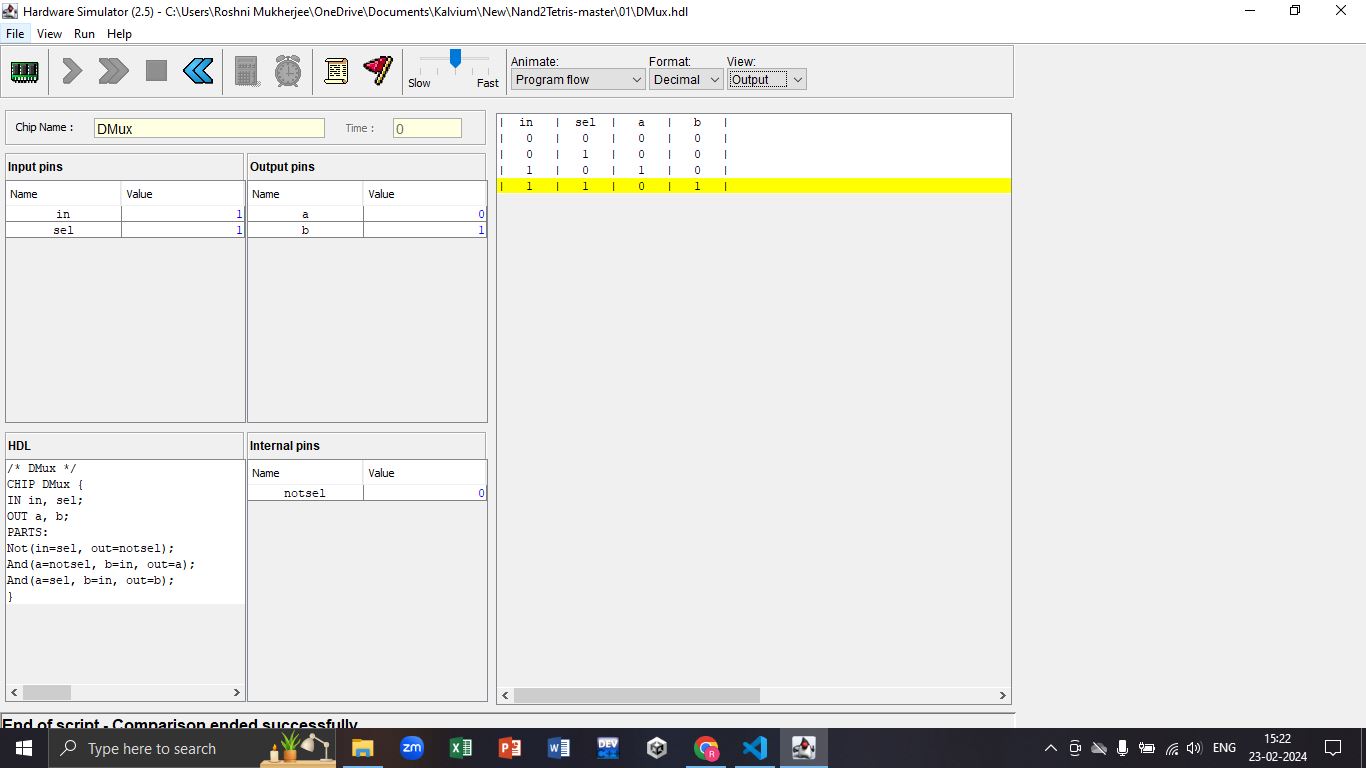 Hardware Simulator (2.5) - C:\Users\Roshni Mukherjee\OneDrive\Documents\Kalvium\New\Nand2Tetris-master\01\DMux.hdl
File View Run Help
Animate: Format: View:
Slow Fast Program flow Decimal Output
Chip Name : DMux Time : 0
Input pins
Name Value
in 1
sel 1
Output pins
Name Value
a 0
b 1
| in | sel | a | b |
| 0 | 0 | 0 | 0 |
| 0 | 1 | 0 | 0 |
| 1 | 0 | 1 | 0 |
| 1 | 1 | 0 | 1 |
HDL
/* DMux */
CHIP DMux {
IN in, sel;
OUT a, b;
PARTS:
Not(in=sel, out=notsel);
And(a=notsel, b=in, out=a);
And(a=sel, b=in, out=b);
}
Internal pins
Name Value
notsel 0
End of script - Comparison ended successfully
Type here to search
zm
DEV
R
ENG
15:22
23-02-2024